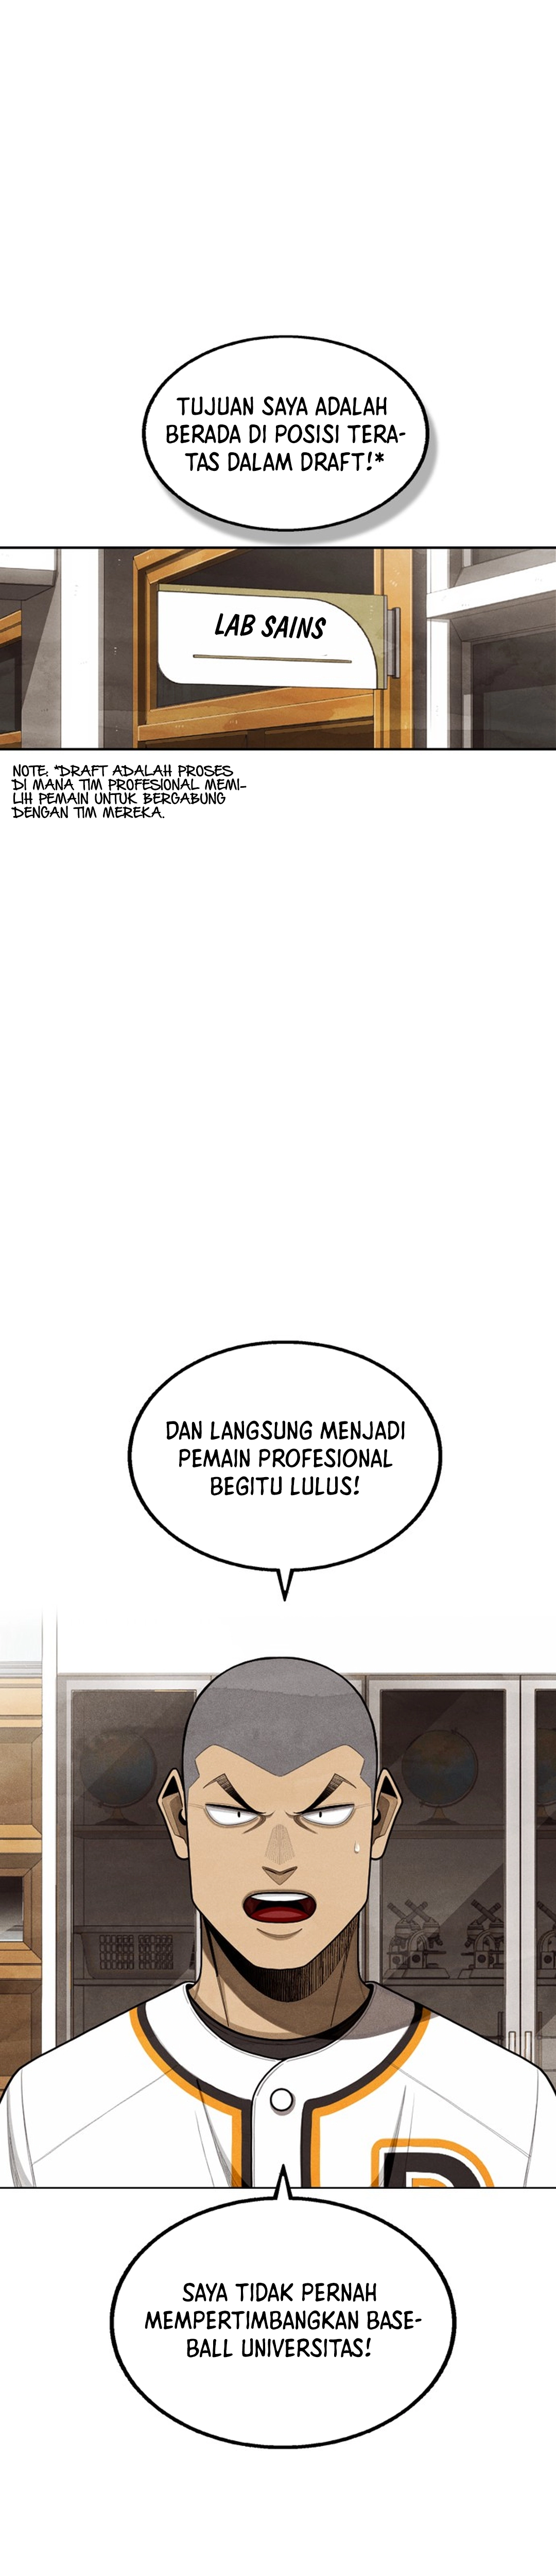 TUJUAN SAYA ADALAH
BERADA DI POSISI TERA-
TAS DALAM DRAFT!*
LAB SAINS
NOTE: *DRAFT ADALAH PROSES
DI MANA TIM PROFESIONAL MEMI-
LIH PEMAIN UNTUK BERGABUNG
DENGAN TIM MEREKA.
DAN LANGSUNG MENJADI
PEMAIN PROFESIONAL
BEGITU LULUS!
SAYA TIDAK PERNAH
MEMPERTIMBANGKAN BASE-
BALL UNIVERSITAS!